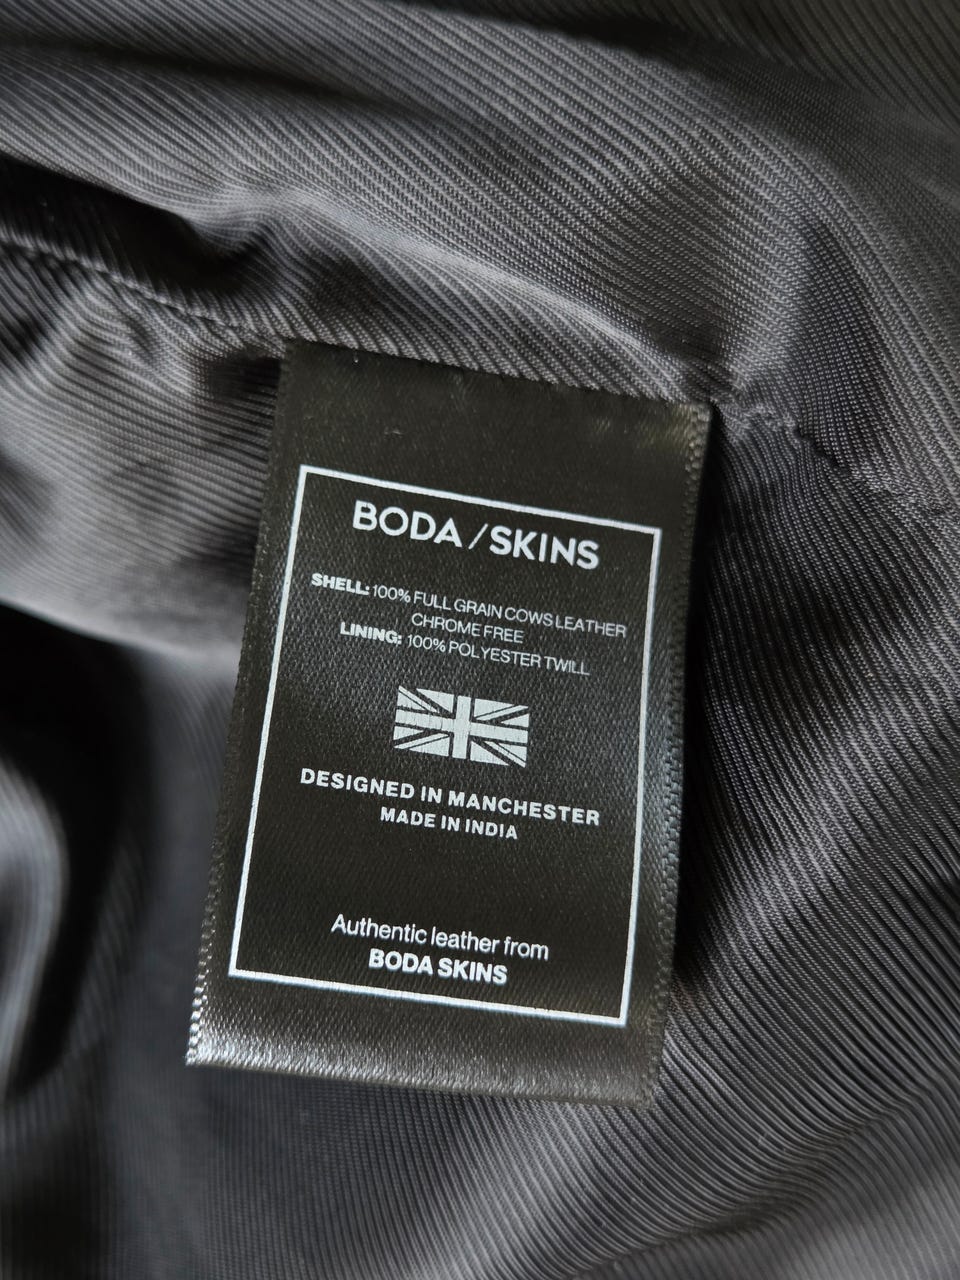 BODA / SKINS
SHELL: 100% FULL GRAIN COWS LEATHER
CHROME FREE
LINING: 100% POLYESTER TWILL
DESIGNED IN MANCHESTER
MADE IN INDIA
Authentic leather from
BODA SKINS